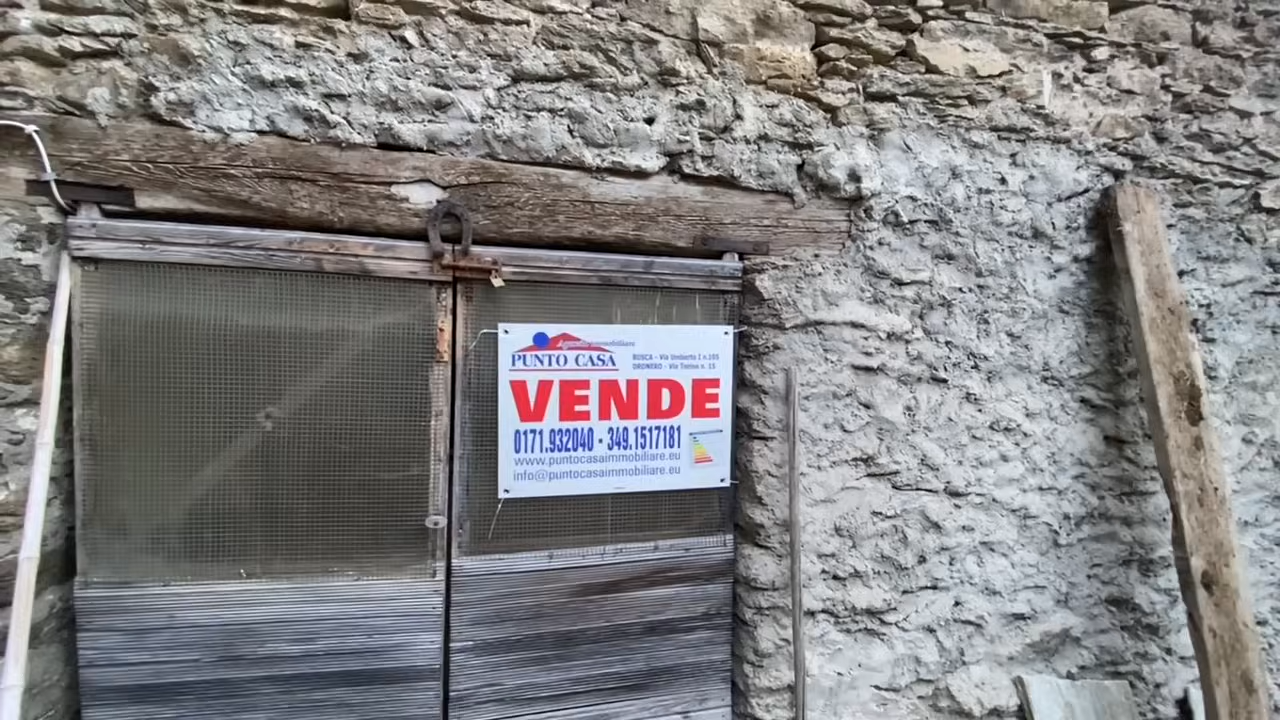 Agenzia immobiliare
PUNTO CASA
BUSCA - Via Umberto I n.105
DRONERO - Via Torino n. 15
VENDE
0171.932040 - 349.1517181
www.puntocasaimmobiliare.eu
info@puntocasaimmobiliare.eu